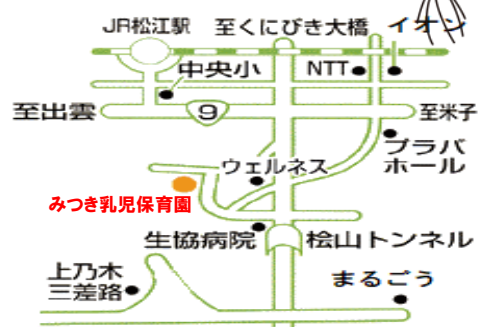 JR松江駅
至くにびき大橋
イオン
中央小
NTT
至出雲
9
至米子
プラバ
ホール
ウェルネス
みつき乳児保育園
生協病院
桧山トンネル
上乃木
三差路
まるごう